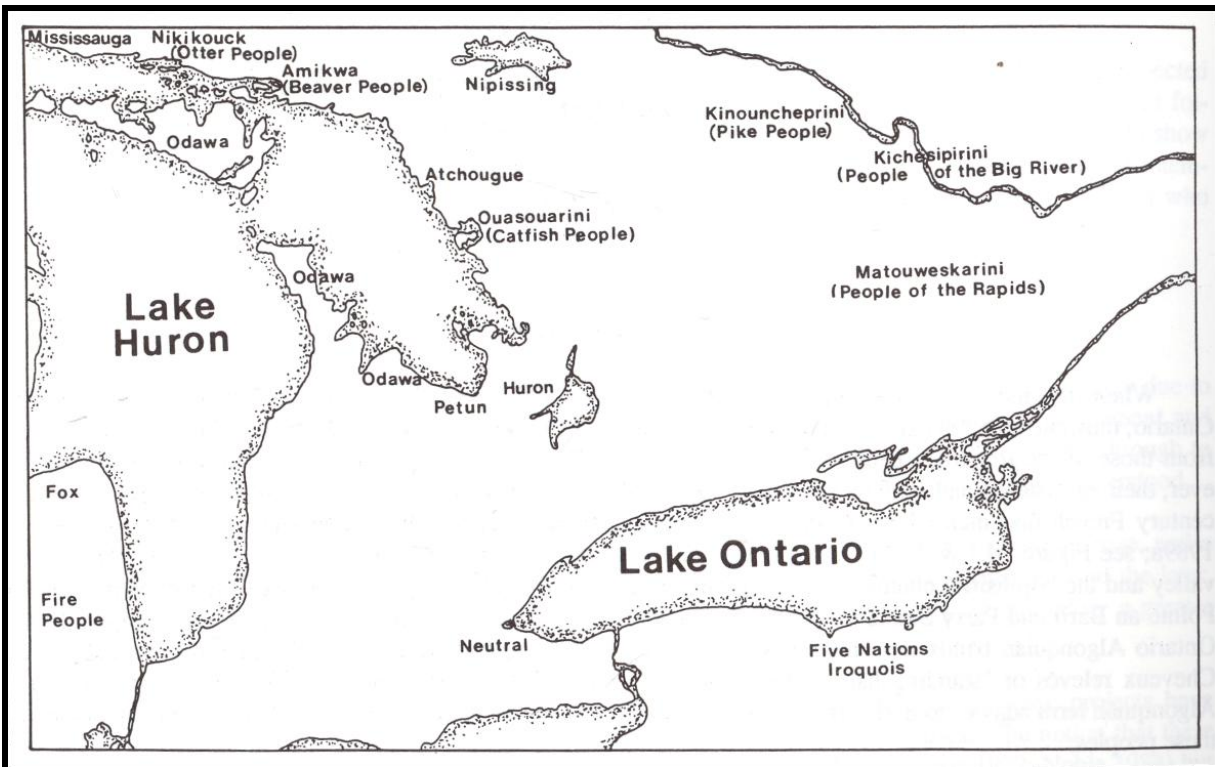 Mississauga
Nikikouck
(Otter People)
Amikwa
(Beaver People)
Nipissing
Odawa
Kinouncheprini
(Pike People)
Kichesipirini
(People of the Big River)
Atchougue
Ouasouarini
(Catfish People)
Odawa
Matouweskarini
(People of the Rapids)
Lake
Huron
Odawa
Petun
Huron
Fox
Lake Ontario
Fire
People
Neutral
Five Nations
Iroquois